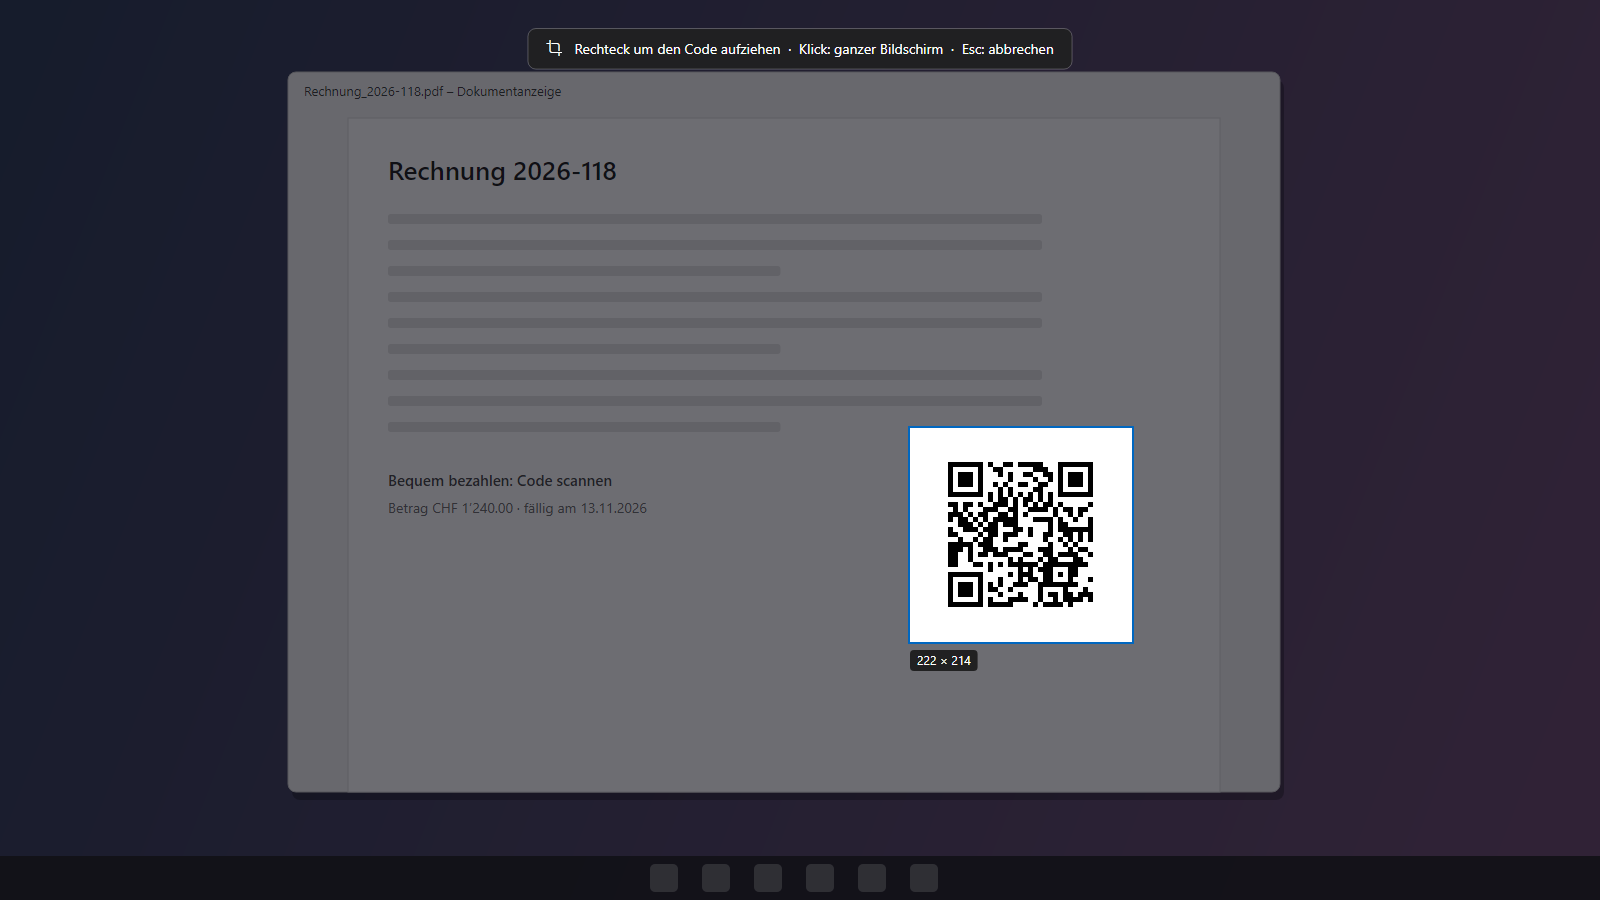 Rechteck um den Code aufziehen · Klick: ganzer Bildschirm · Esc: abbrechen
Rechnung_2026-118.pdf – Dokumentanzeige
Rechnung 2026-118
Bequem bezahlen: Code scannen
Betrag CHF 1'240.00 · fällig am 13.11.2026
222 × 214